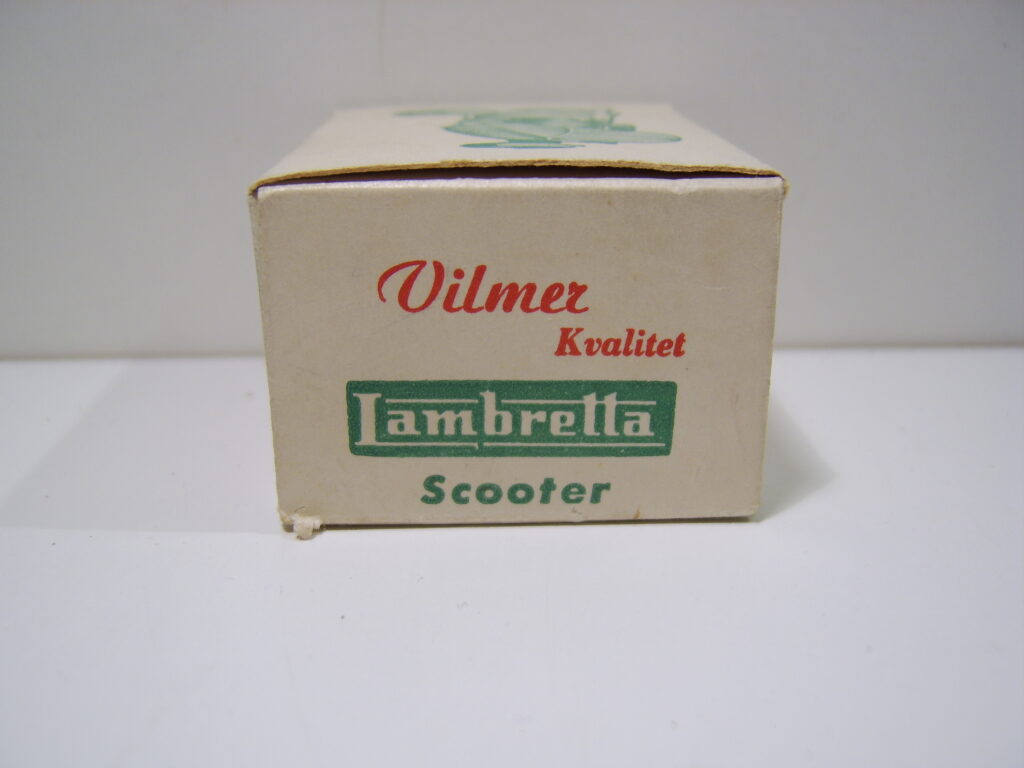 Vilmer
Kvalitet
Lambretta
Scooter